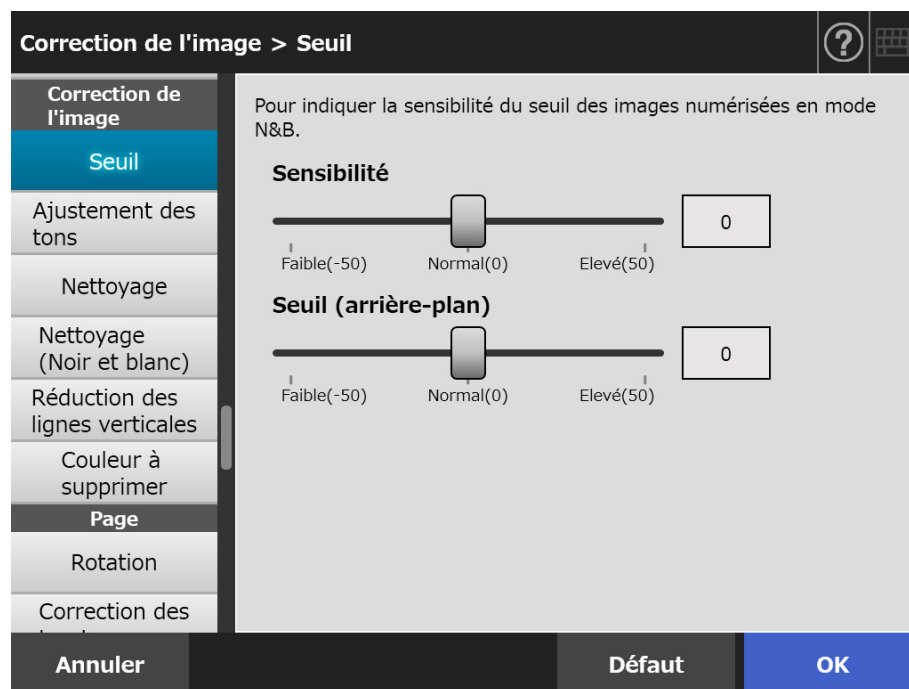 Correction de l'image > Seuil
?
Correction de
l'image
Seuil
Ajustement des
tons
Nettoyage
Nettoyage
(Noir et blanc)
Réduction des
lignes verticales
Couleur à
supprimer
Page
Rotation
Correction des
Pour indiquer la sensibilité du seuil des images numérisées en mode
N&B.
Sensibilité
0
Faible(-50) Normal(0) Elevé(50)
Seuil (arrière-plan)
0
Faible(-50) Normal(0) Elevé(50)
Annuler
Défaut
OK